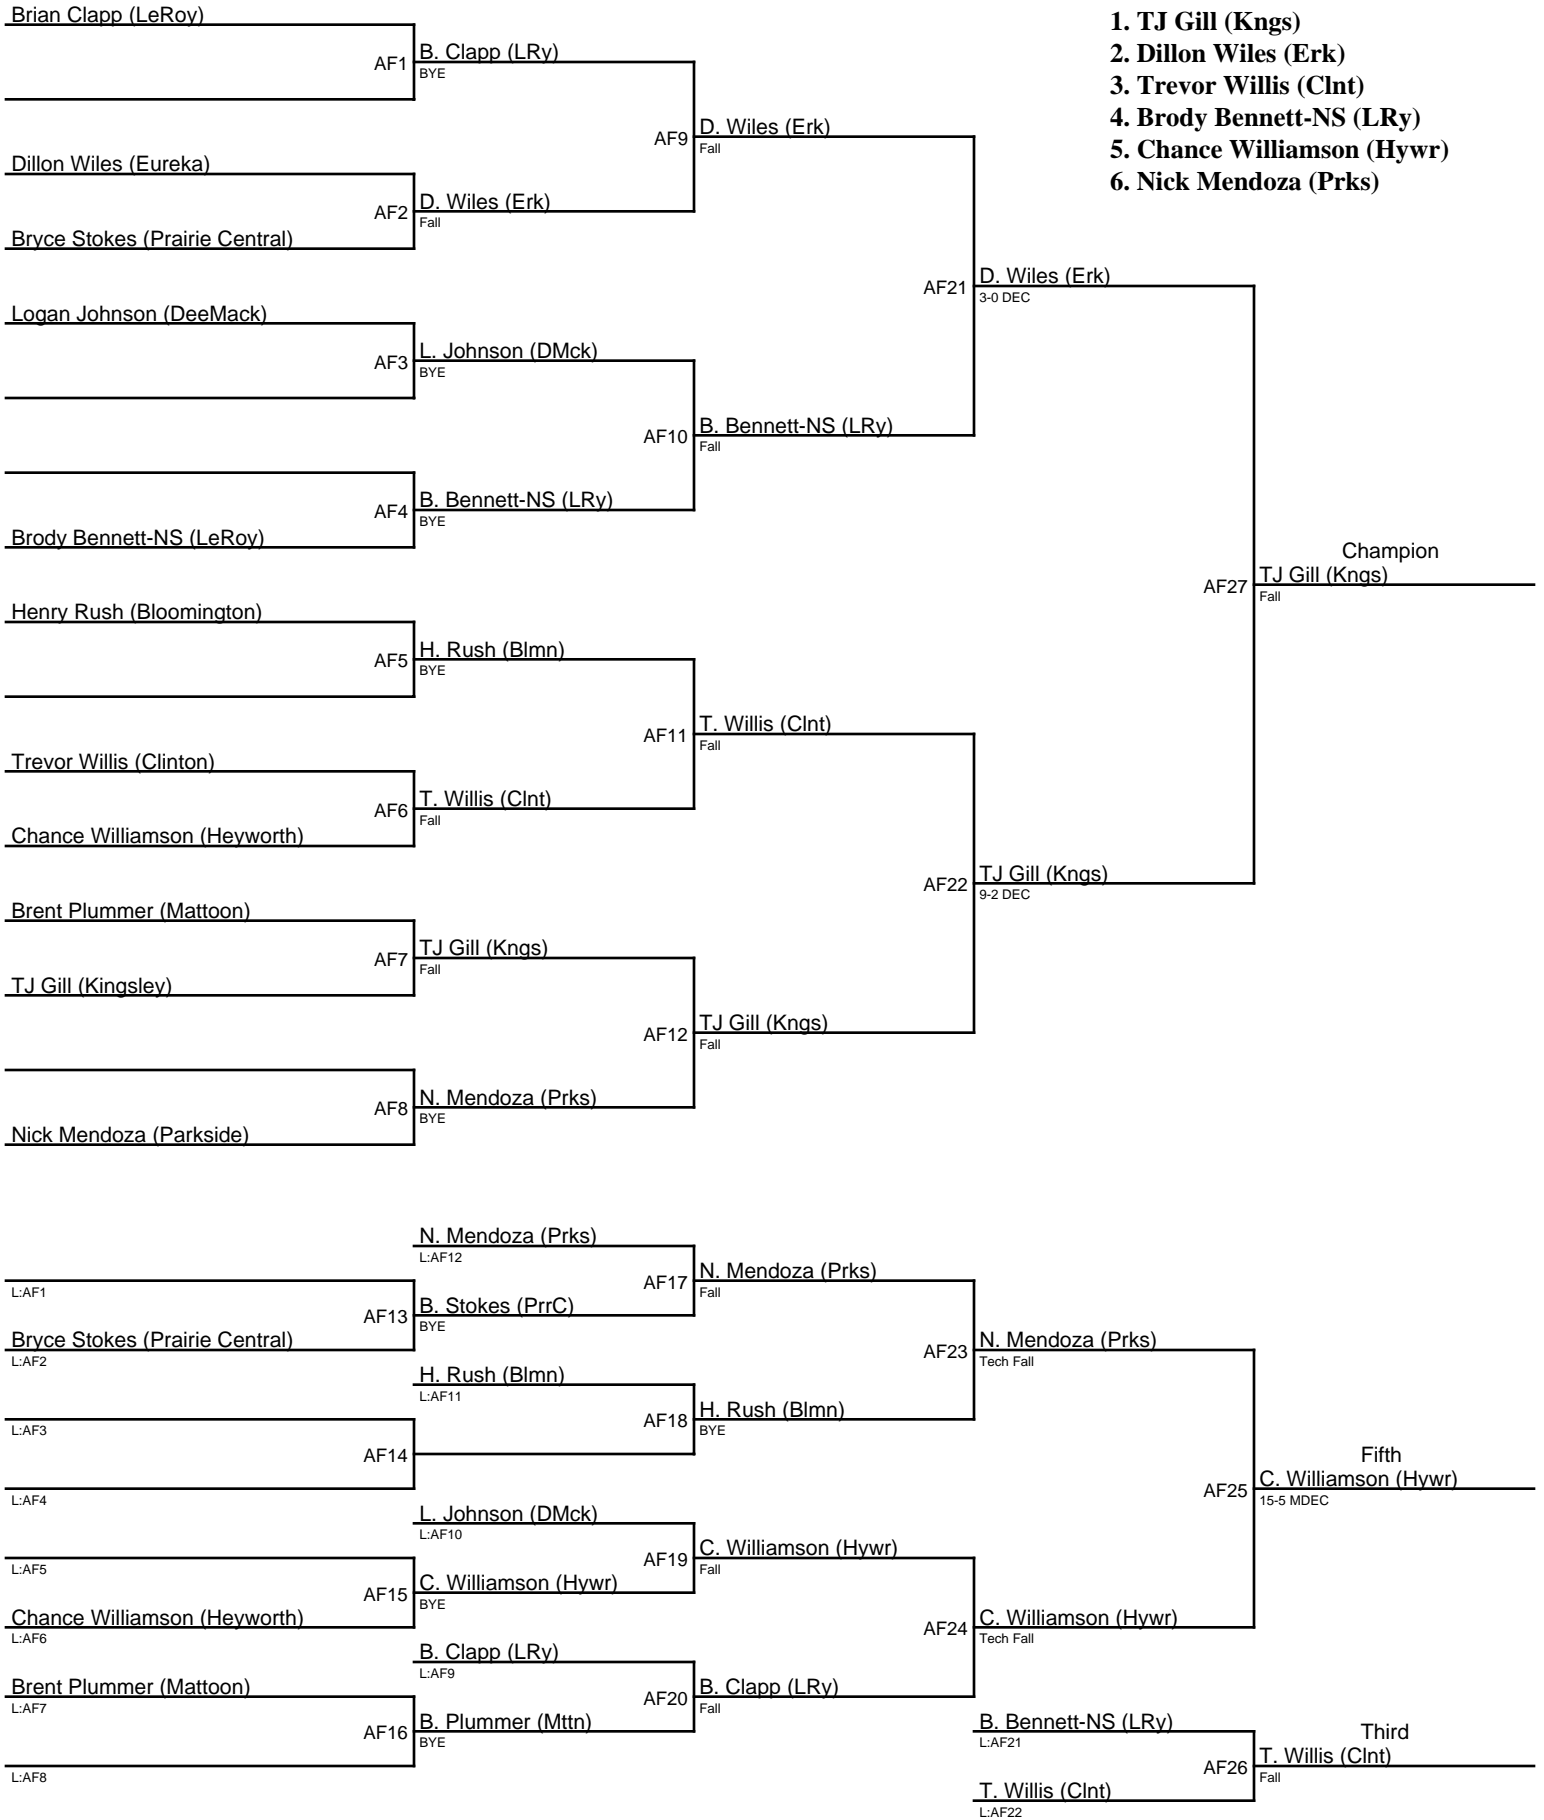 Brian Clapp (LeRoy)
AF1
B. Clapp (LRy)
BYE
Dillon Wiles (Eureka)
AF2
D. Wiles (Erk)
Fall
Bryce Stokes (Prairie Central)
AF9
D. Wiles (Erk)
Fall
Logan Johnson (DeeMack)
AF3
L. Johnson (DMck)
BYE
AF4
B. Bennett-NS (LRy)
BYE
Brody Bennett-NS (LeRoy)
AF10
B. Bennett-NS (LRy)
Fall
AF21
D. Wiles (Erk)
3-0 DEC
Henry Rush (Bloomington)
AF5
H. Rush (Blmn)
BYE
Trevor Willis (Clinton)
AF6
T. Willis (Clnt)
Fall
Chance Williamson (Heyworth)
AF11
T. Willis (Clnt)
Fall
Brent Plummer (Mattoon)
AF7
TJ Gill (Kngs)
Fall
TJ Gill (Kingsley)
AF8
N. Mendoza (Prks)
BYE
Nick Mendoza (Parkside)
AF12
TJ Gill (Kngs)
Fall
AF22
TJ Gill (Kngs)
9-2 DEC
AF27
Champion
TJ Gill (Kngs)
Fall
1. TJ Gill (Kngs)
2. Dillon Wiles (Erk)
3. Trevor Willis (Clnt)
4. Brody Bennett-NS (LRy)
5. Chance Williamson (Hywr)
6. Nick Mendoza (Prks)
N. Mendoza (Prks)
L:AF12
L:AF1
AF13
B. Stokes (PrrC)
BYE
Bryce Stokes (Prairie Central)
L:AF2
AF17
N. Mendoza (Prks)
Fall
H. Rush (Blmn)
L:AF11
L:AF3
AF14
L:AF4
AF18
H. Rush (Blmn)
BYE
AF23
N. Mendoza (Prks)
Tech Fall
L. Johnson (DMck)
L:AF10
L:AF5
AF15
C. Williamson (Hywr)
BYE
Chance Williamson (Heyworth)
L:AF6
AF19
C. Williamson (Hywr)
Fall
B. Clapp (LRy)
L:AF9
Brent Plummer (Mattoon)
L:AF7
AF16
B. Plummer (Mttn)
BYE
L:AF8
AF20
B. Clapp (LRy)
Fall
AF24
C. Williamson (Hywr)
Tech Fall
AF25
Fifth
C. Williamson (Hywr)
15-5 MDEC
B. Bennett-NS (LRy)
L:AF21
AF26
T. Willis (Clnt)
L:AF22
Third
T. Willis (Clnt)
Fall